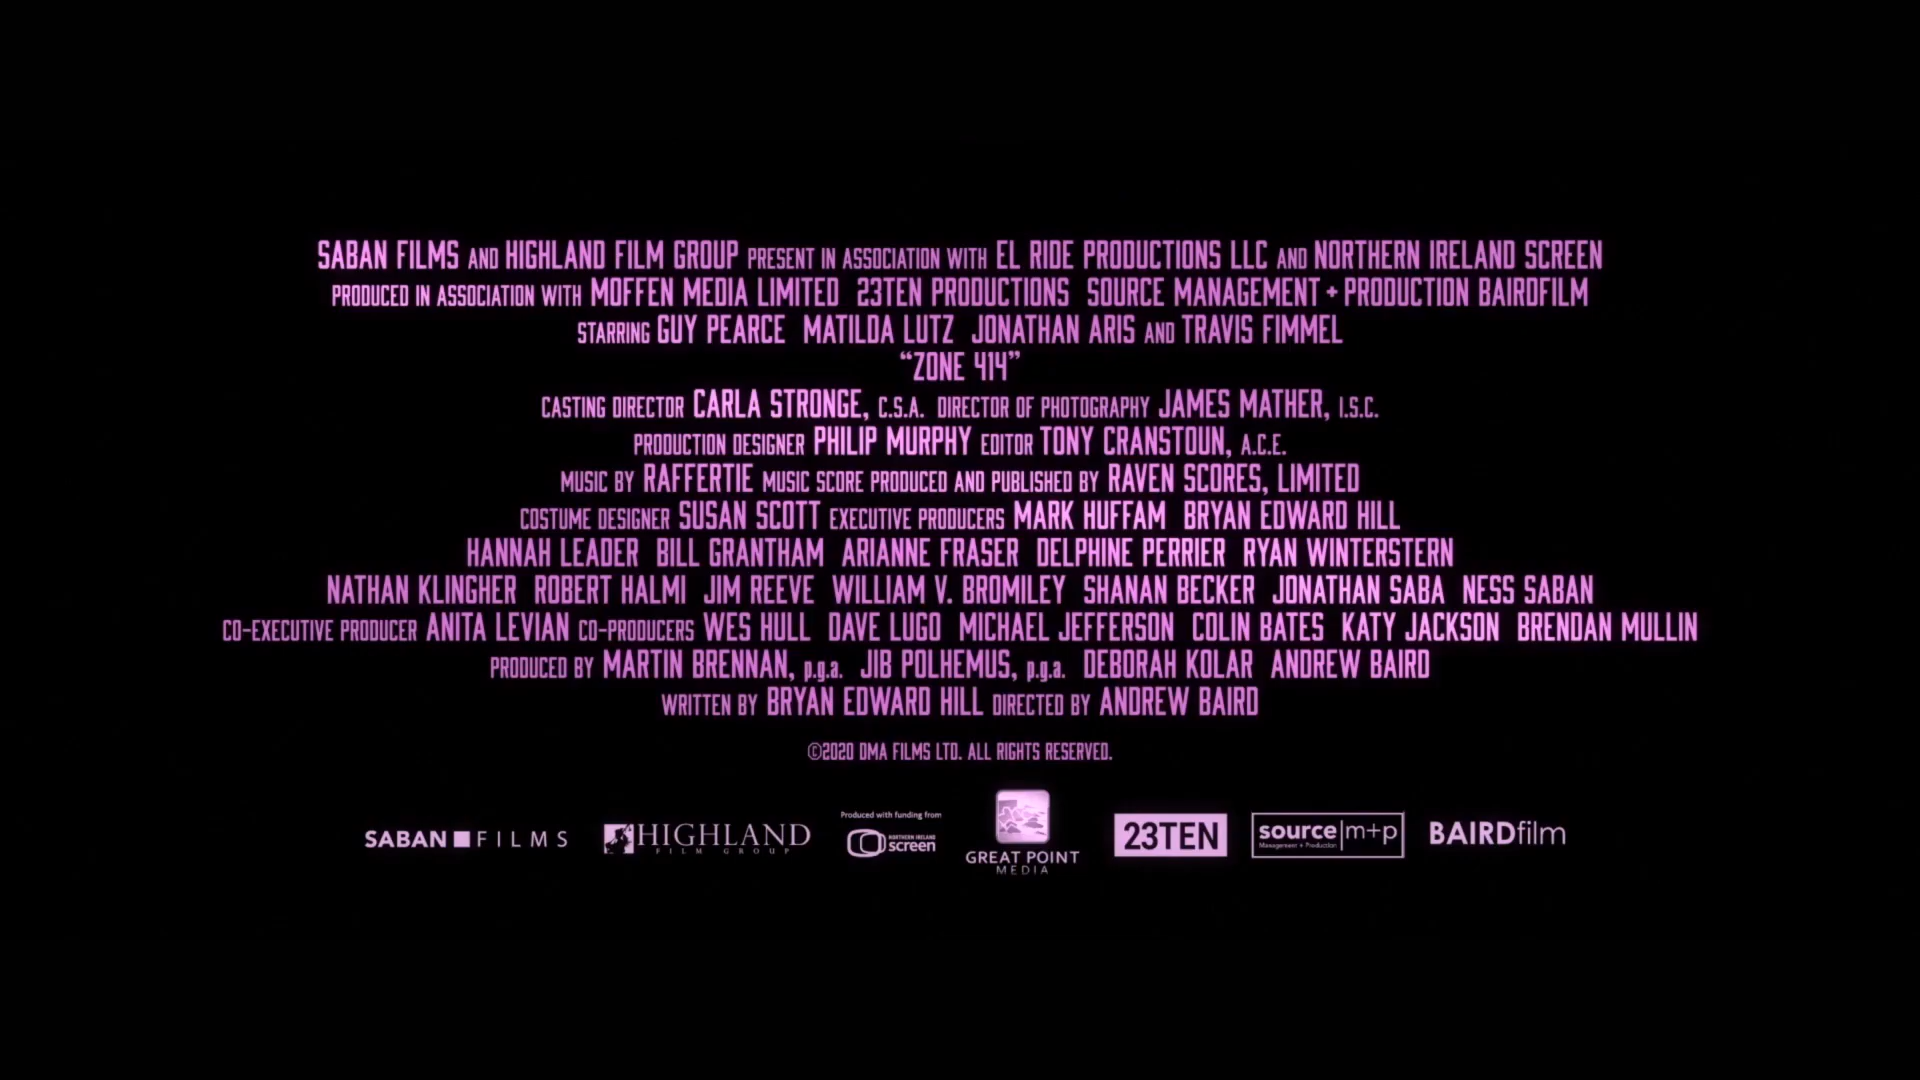 SABAN FILMS AND HIGHLAND FILM GROUP PRESENT IN ASSOCIATION WITH EL RIDE PRODUCTIONS LLC AND NORTHERN IRELAND SCREEN
PRODUCED IN ASSOCIATION WITH MOFFEN MEDIA LIMITED 23TEN PRODUCTIONS SOURCE MANAGEMENT + PRODUCTION BAIRDFILM
STARRING GUY PEARCE MATILDA LUTZ JONATHAN ARIS AND TRAVIS FIMMEL
“ZONE 414”
CASTING DIRECTOR CARLA STRONGE, C.S.A. DIRECTOR OF PHOTOGRAPHY JAMES MATHER, I.S.C.
PRODUCTION DESIGNER PHILIP MURPHY EDITOR TONY CRANSTOUN, A.C.E.
MUSIC BY RAFFERTIE MUSIC SCORE PRODUCED AND PUBLISHED BY RAVEN SCORES, LIMITED
COSTUME DESIGNER SUSAN SCOTT EXECUTIVE PRODUCERS MARK HUFFAM BRYAN EDWARD HILL
HANNAH LEADER BILL GRANTHAM ARIANNE FRASER DELPHINE PERRIER RYAN WINTERSTERN
NATHAN KLINGHER ROBERT HALMI JIM REEVE WILLIAM V. BROMILEY SHANAN BECKER JONATHAN SABA NESS SABAN
CO-EXECUTIVE PRODUCER ANITA LEVIAN CO-PRODUCERS WES HULL DAVE LUGO MICHAEL JEFFERSON COLIN BATES KATY JACKSON BRENDAN MULLIN
PRODUCED BY MARTIN BRENNAN, p.g.a. JIB POLHEMUS, p.g.a. DEBORAH KOLAR ANDREW BAIRD
WRITTEN BY BRYAN EDWARD HILL DIRECTED BY ANDREW BAIRD
©2020 DMA FILMS LTD. ALL RIGHTS RESERVED.
SABAN FILMS
HIGHLAND
FILM GROUP
Produced with funding from
NORTHERN IRELAND
screen
GREAT POINT
MEDIA
23TEN
source|m+p
Management + Production
BAIRDfilm